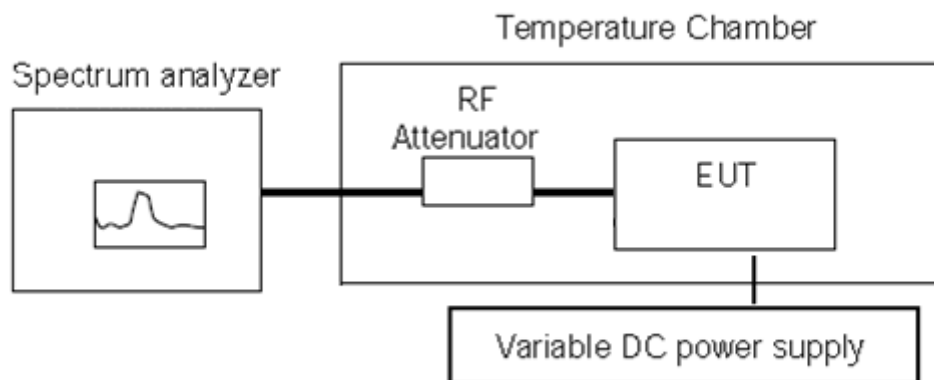 Temperature Chamber
Spectrum analyzer
RF
Attenuator
EUT
Variable DC power supply